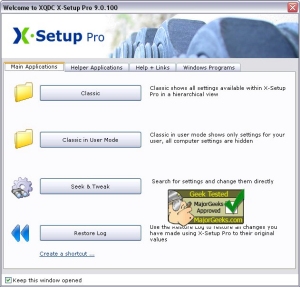 Welcome to XQDC X-Setup Pro 9.0.100
X-Setup Pro
Main Applications
Helper Applications
Help + Links
Windows Programs
Classic
Classic shows all settings available within X-Setup
Pro in a hierarchical view
Classic in User Mode
Classic in user mode shows only settings for your
user, all computer settings are hidden
Seek & Tweak
Search for settings and change them directly
Geek Tested
MajorGeeks
Approved
MajorGeeks.com
Restore Log
Use the Restore Log to restore all changes you
have made using X-Setup Pro to their original
values
Create a shortcut ...
Keep this window opened